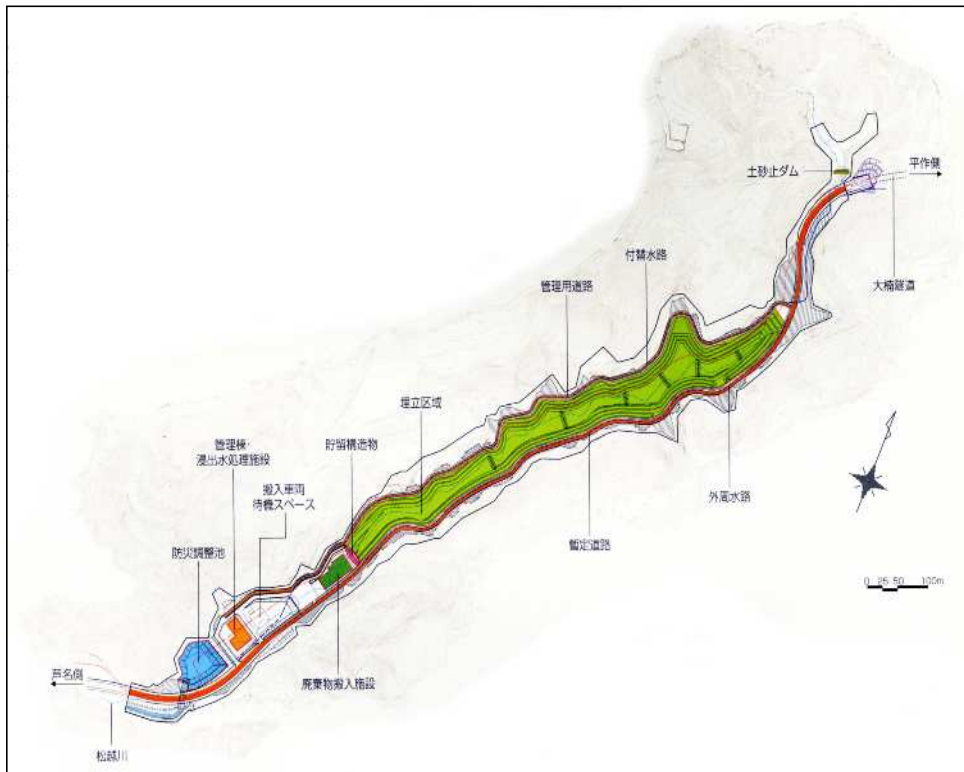 平作側
土砂止ダム
大楠隧道
付替水路
管理用道路
埋立区域
貯留構造物
管理棟・
浸出水処理施設
搬入車両
待機スペース
防災調整池
外周水路
暫定道路
0 25 50 100m
廃棄物搬入施設
芦名側
松越川